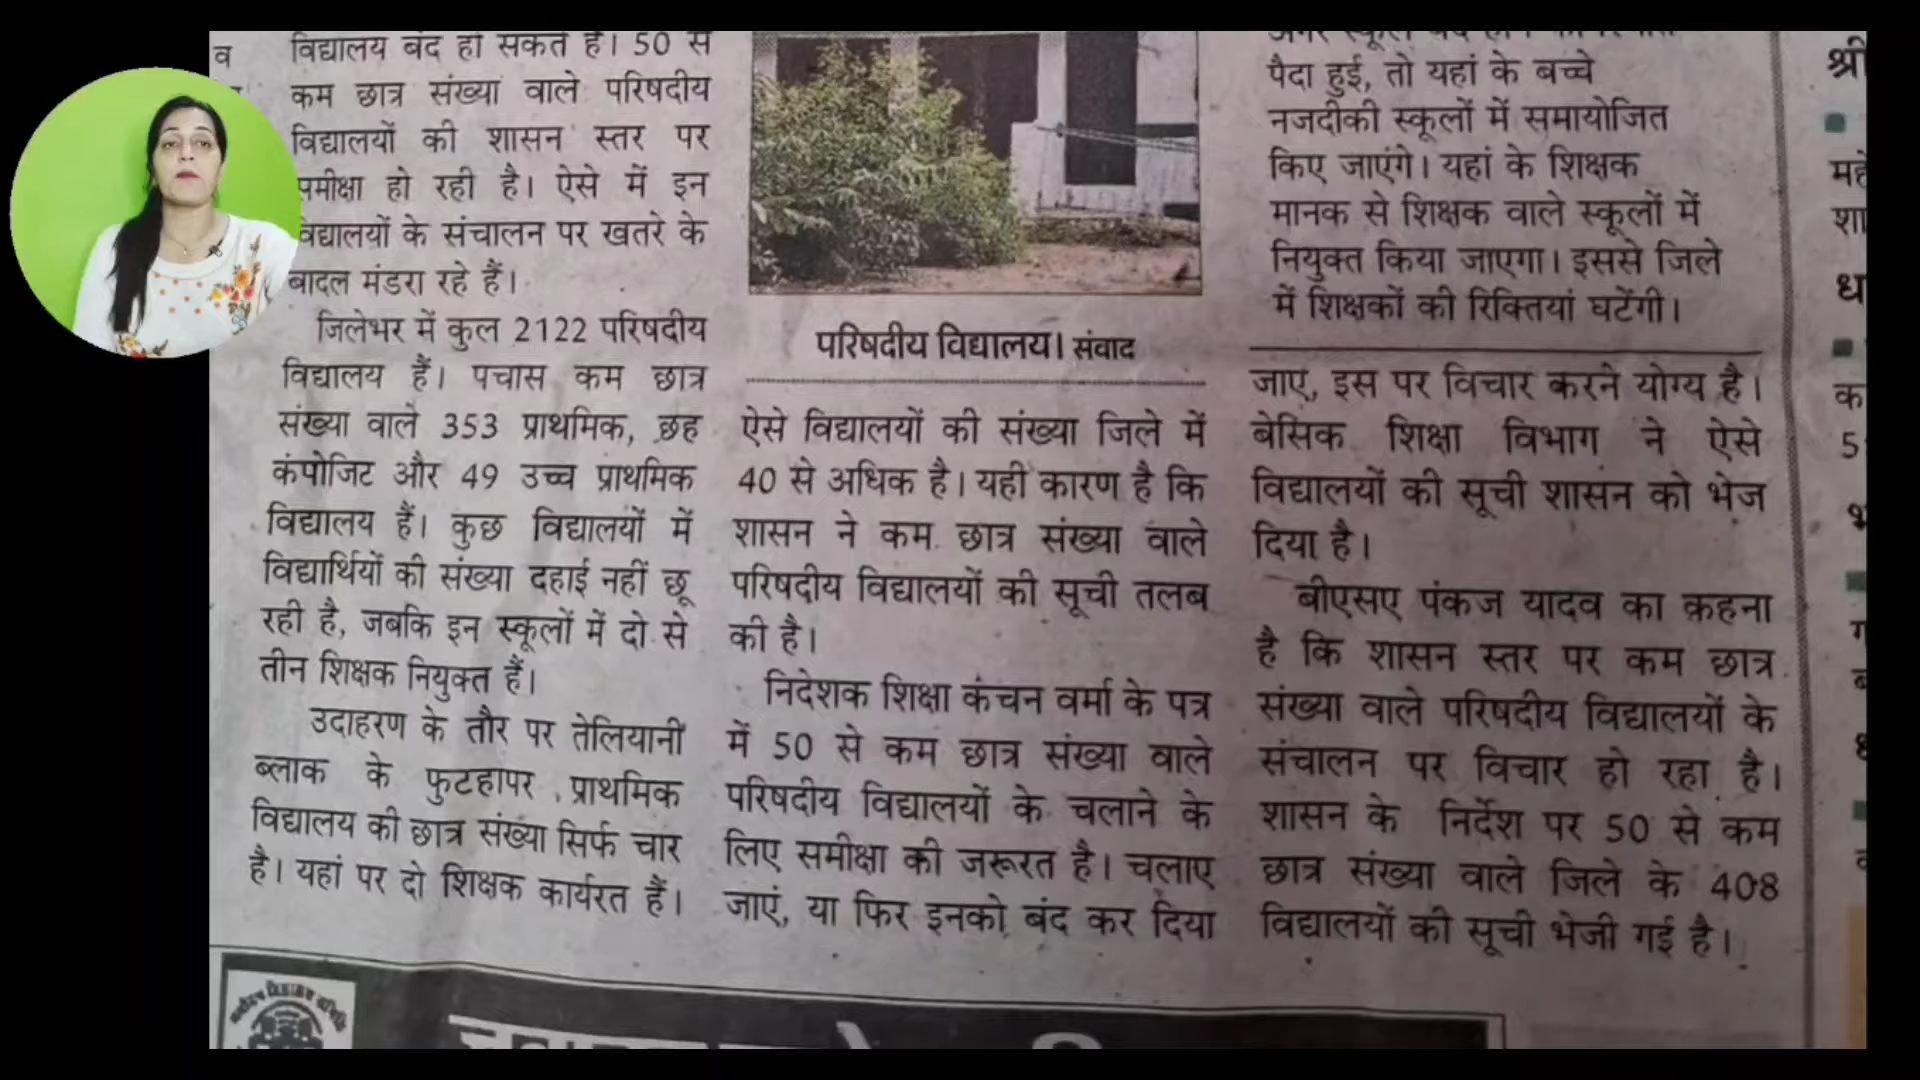 व
विद्यालय बंद हो सकते हैं। 50 से
कम छात्र संख्या वाले परिषदीय
विद्यालयों की शासन स्तर पर
समीक्षा हो रही है। ऐसे में इन
विद्यालयों के संचालन पर खतरे के
बादल मंडरा रहे हैं।
जिलेभर में कुल 2122 परिषदीय
विद्यालय हैं। पचास कम छात्र
संख्या वाले 353 प्राथमिक, छह
कंपोजिट और 49 उच्च प्राथमिक
विद्यालय हैं। कुछ विद्यालयों में
विद्यार्थियों की संख्या दहाई नहीं छू
रही है, जबकि इन स्कूलों में दो से
तीन शिक्षक नियुक्त हैं।
उदाहरण के तौर पर तेलियानी
ब्लाक के फुटहापर प्राथमिक
विद्यालय की छात्र संख्या सिर्फ चार
है। यहां पर दो शिक्षक कार्यरत हैं।
परिषदीय विद्यालय। संवाद
ऐसे विद्यालयों की संख्या जिले में
40 से अधिक है। यही कारण है कि
शासन ने कम छात्र संख्या वाले
परिषदीय विद्यालयों की सूची तलब
की है।
निदेशक शिक्षा कंचन वर्मा के पत्र
में 50 से कम छात्र संख्या वाले
परिषदीय विद्यालयों के चलाने के
लिए समीक्षा की जरूरत है। चलाए
जाएं, या फिर इनको बंद कर दिया
पैदा हुई, तो यहां के बच्चे
नजदीकी स्कूलों में समायोजित
किए जाएंगे। यहां के शिक्षक
मानक से शिक्षक वाले स्कूलों में
नियुक्त किया जाएगा। इससे जिले
में शिक्षकों की रिक्तियां घटेंगी।
जाए, इस पर विचार करने योग्य है।
बेसिक शिक्षा विभाग ने ऐसे
विद्यालयों की सूची शासन को भेज
दिया है।
बीएसए पंकज यादव का कहना
है कि शासन स्तर पर कम छात्र
संख्या वाले परिषदीय विद्यालयों के
संचालन पर विचार हो रहा है।
शासन के निर्देश पर 50 से कम
छात्र संख्या वाले जिले के 408
विद्यालयों की सूची भेजी गई है।
श्री